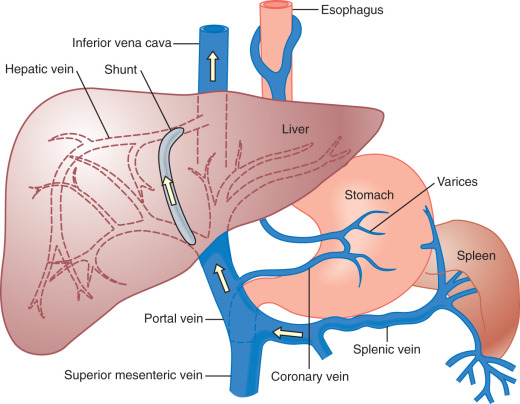 Esophagus
Inferior vena cava
Hepatic vein
Shunt
Liver
Stomach
Varices
Spleen
Portal vein
Splenic vein
Superior mesenteric vein
Coronary vein